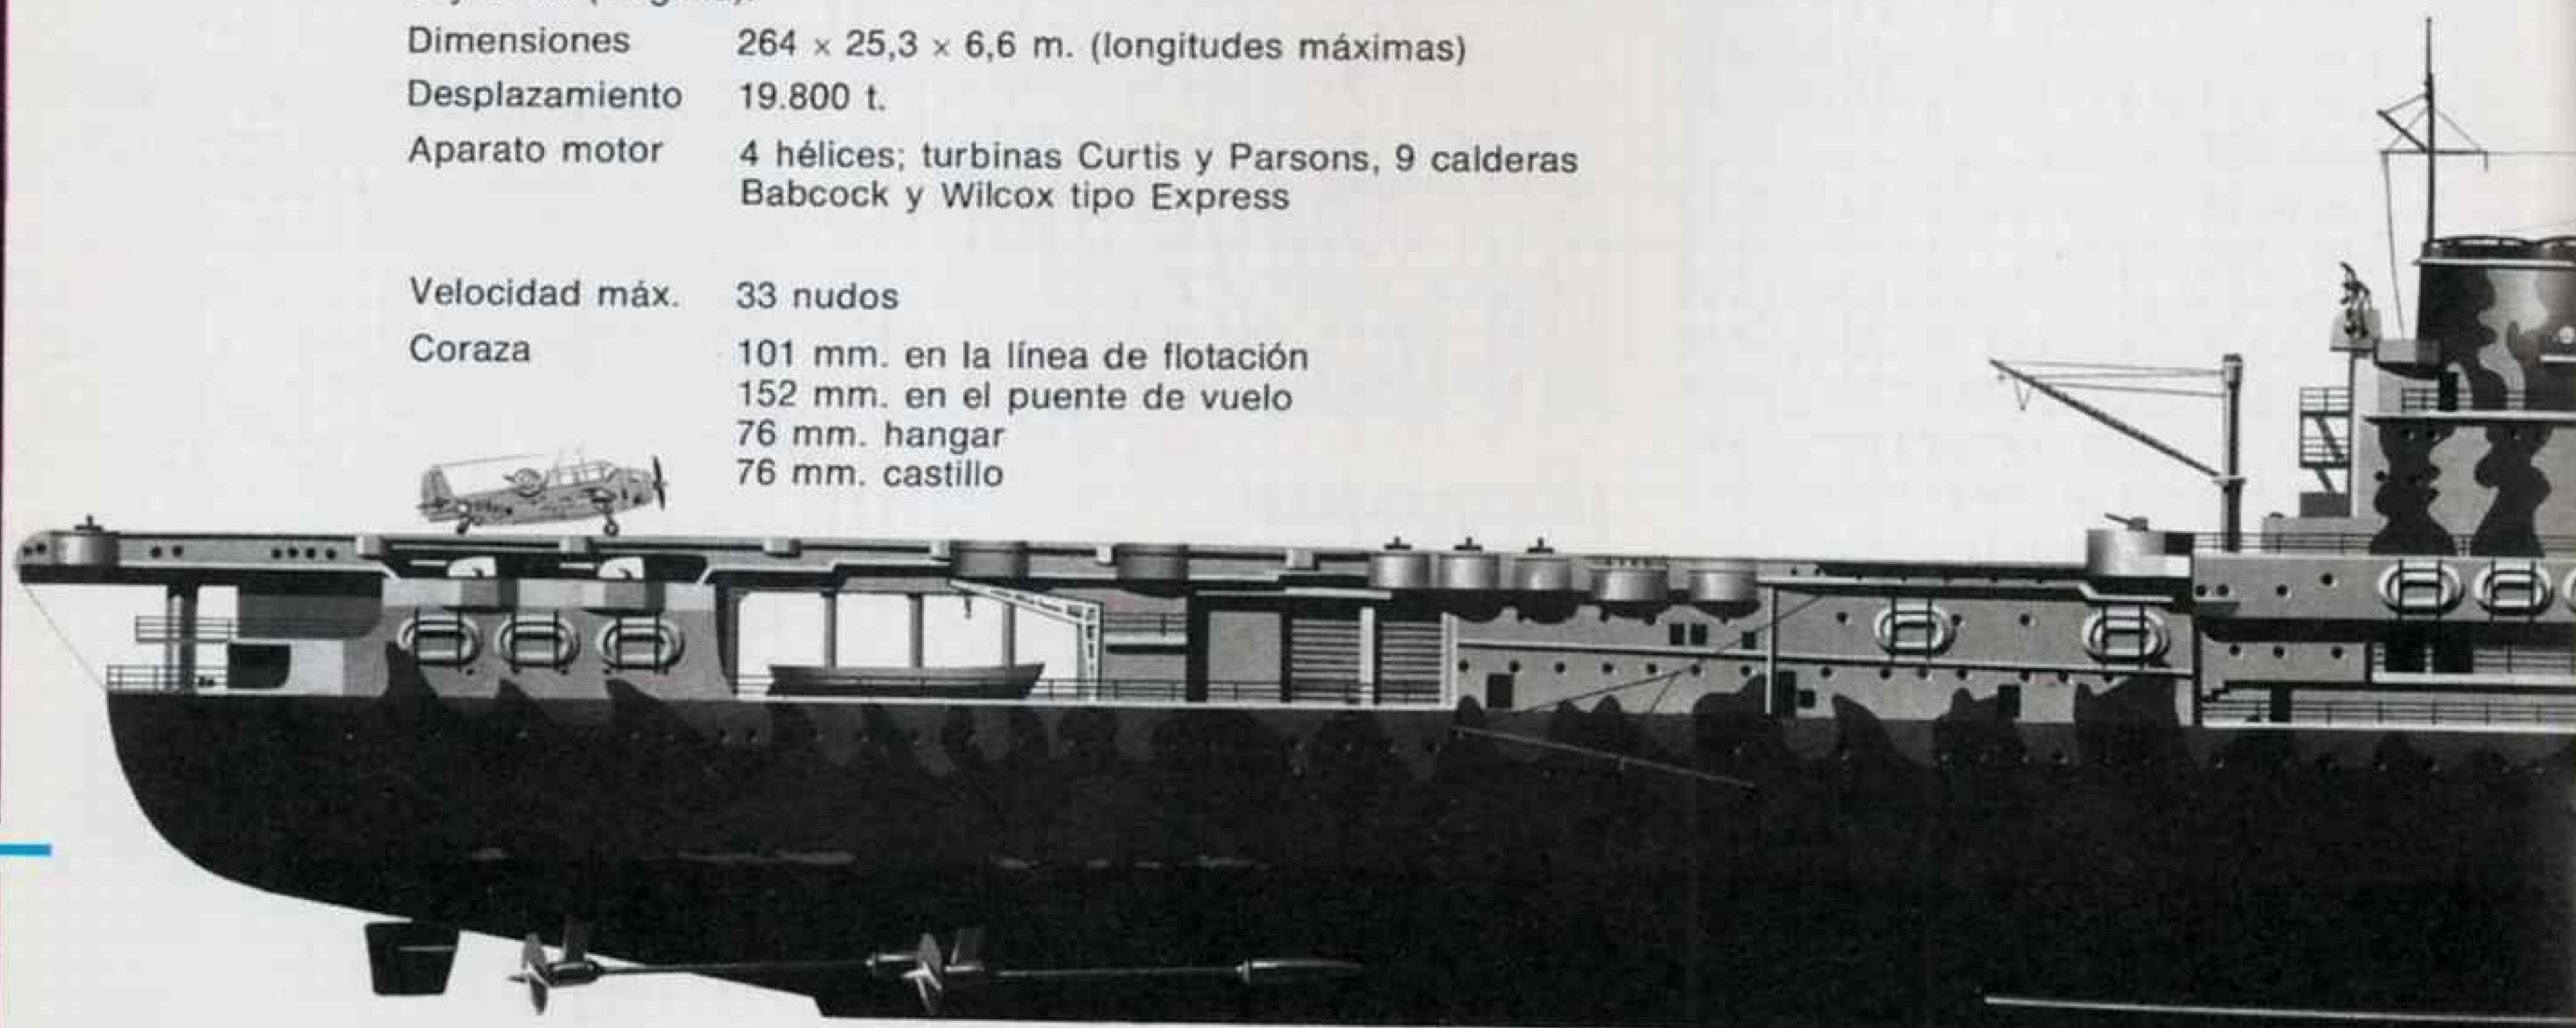 Dimensiones 264 × 25,3 × 6,6 m. (longitudes máximas)
Desplazamiento 19.800 t.
Aparato motor 4 hélices; turbinas Curtis y Parsons, 9 calderas
Babcock y Wilcox tipo Express
Velocidad máx. 33 nudos
Coraza 101 mm. en la línea de flotación
152 mm. en el puente de vuelo
76 mm. hangar
76 mm. castillo